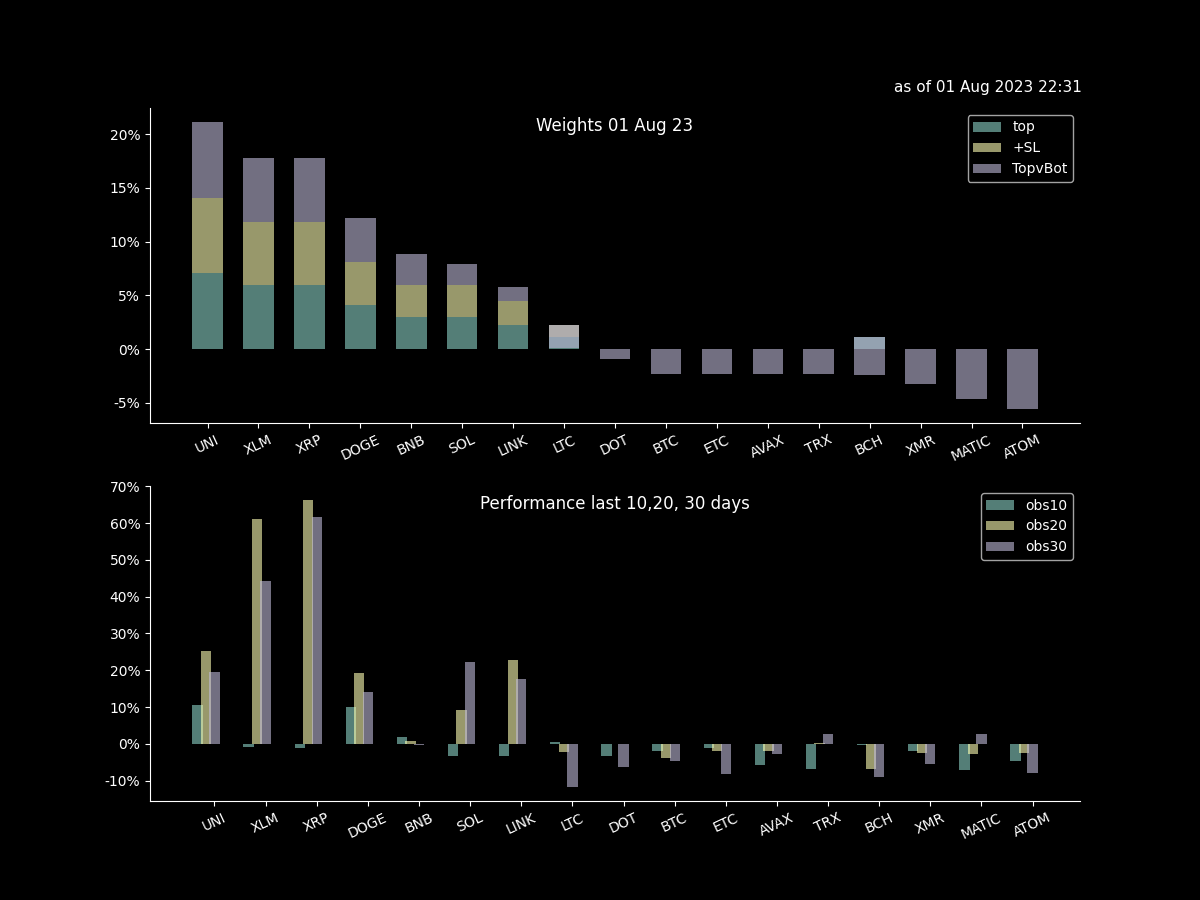 as of 01 Aug 2023 22:31
Weights 01 Aug 23
top
+SL
TopvBot
20%
15%
10%
5%
0%
-5%
UNI XLM XRP DOGE BNB SOL LINK LTC DOT BTC ETC AVAX TRX BCH XMR MATIC ATOM
Performance last 10,20, 30 days
obs10
obs20
obs30
70%
60%
50%
40%
30%
20%
10%
0%
-10%
UNI XLM XRP DOGE BNB SOL LINK LTC DOT BTC ETC AVAX TRX BCH XMR MATIC ATOM